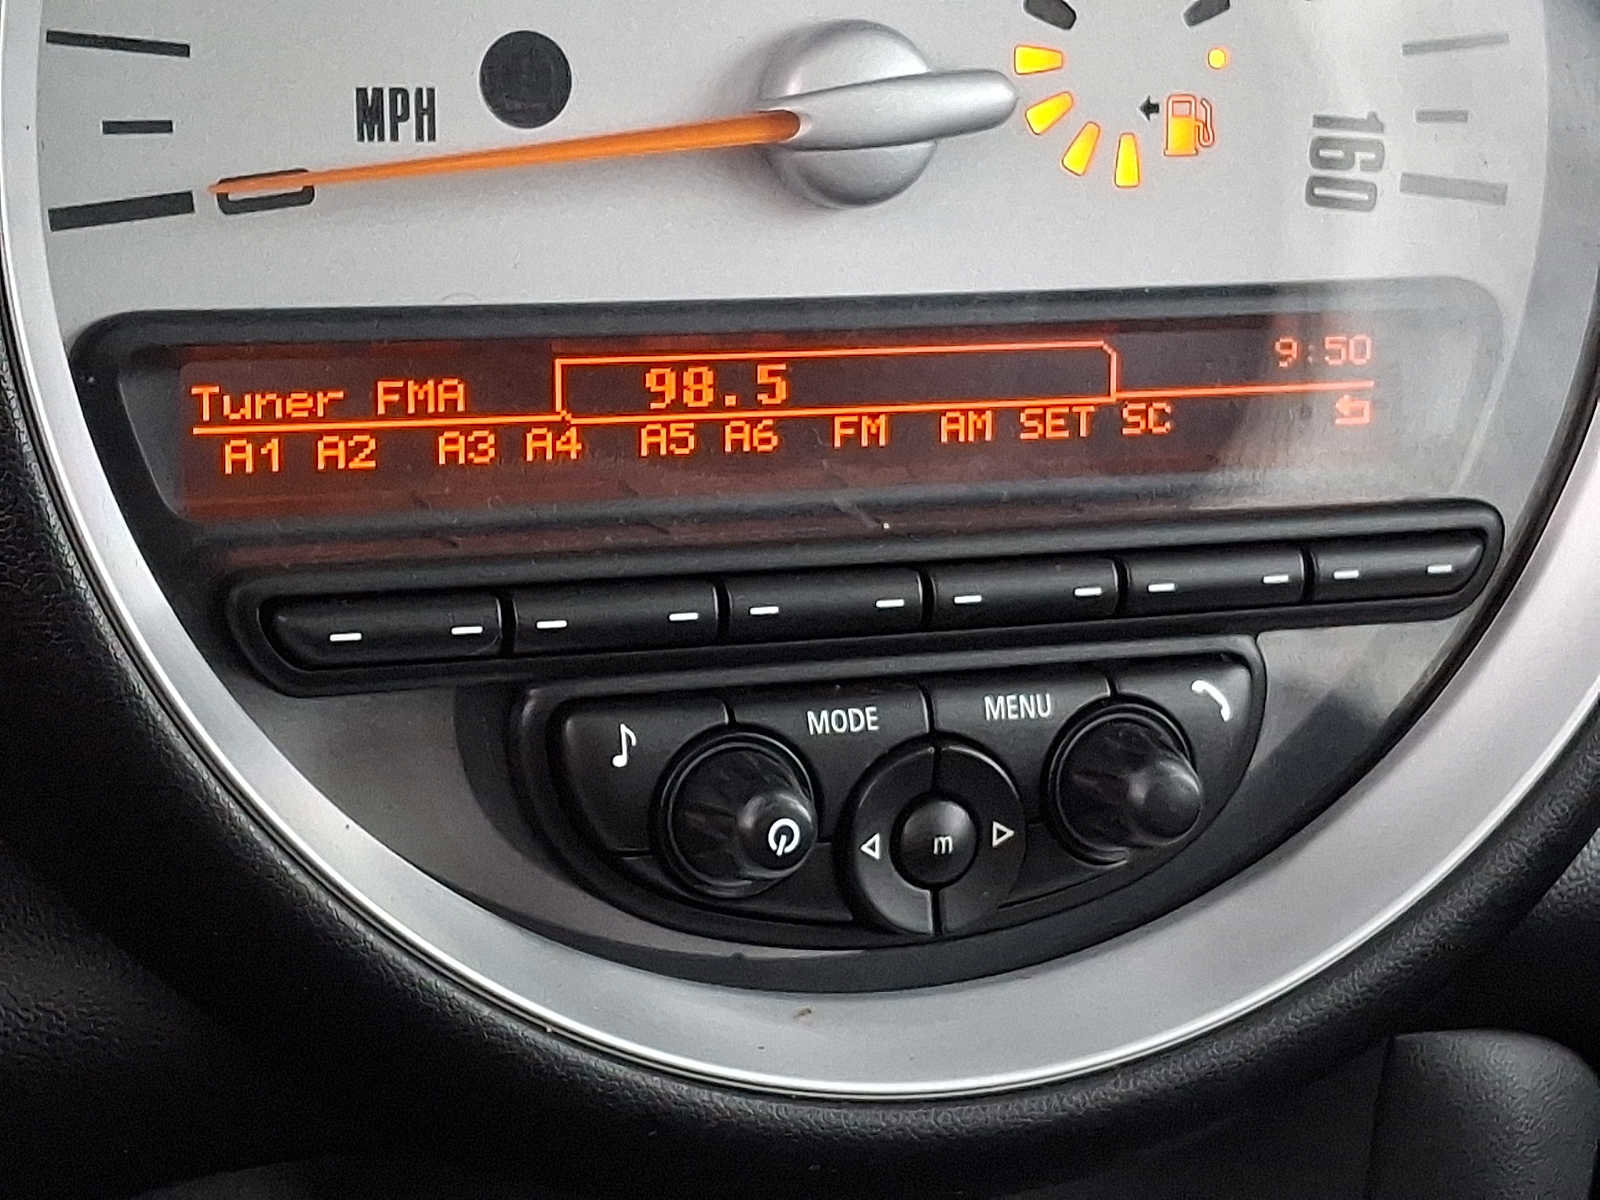 MPH
0
160
9:50
Tuner FMA 98.5
A1 A2 A3 A4 A5 A6 FM AM SET SC
MODE MENU
m